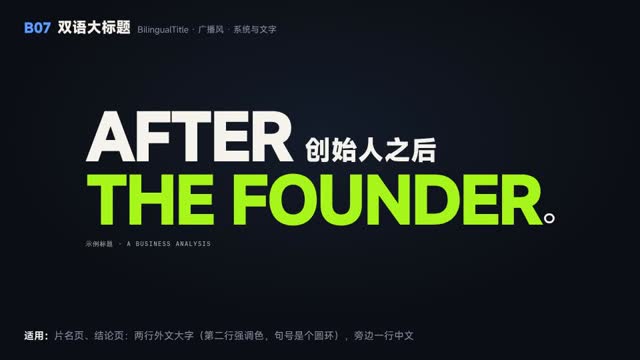 B07 双语大标题 BilingualTitle · 广播风 · 系统与文字
AFTER 创始人之后
THE FOUNDER。
示例标题 · A BUSINESS ANALYSIS
适用：片名页、结论页：两行外文大字（第二行强调色，句号是个圆环），旁边一行中文